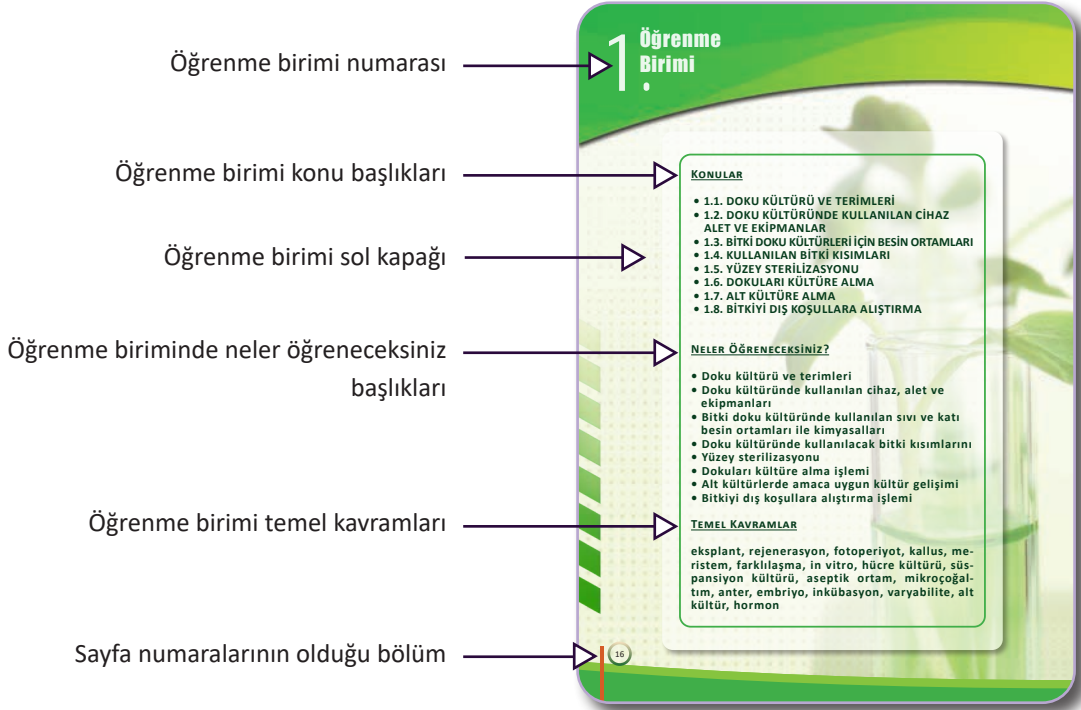 Öğrenme birimi numarası
Öğrenme birimi konu başlıkları
Öğrenme birimi sol kapağı
Öğrenme biriminde neler öğreneceksiniz
başlıkları
Öğrenme birimi temel kavramları
Sayfa numaralarının olduğu bölüm
1
Öğrenme
Birimi
KONULAR
• 1.1. DOKU KÜLTÜRÜ VE TERİMLERİ
• 1.2. DOKU KÜLTÜRÜNDE KULLANILAN CİHAZ
ALET VE EKİPMANLAR
• 1.3. BİTKİ DOKU KÜLTÜRLERİ İÇİN BESİN ORTAMLARI
• 1.4. KULLANILAN BİTKİ KISIMLARI
• 1.5. YÜZEY STERİLİZASYONU
• 1.6. DOKULARI KÜLTÜRE ALMA
• 1.7. ALT KÜLTÜRE ALMA
• 1.8. BİTKİYİ DIŞ KOŞULLARA ALIŞTIRMA
NELER ÖĞRENECEKSİNİZ?
• Doku kültürü ve terimleri
• Doku kültüründe kullanılan cihaz, alet ve
ekipmanları
• Bitki doku kültüründe kullanılan sıvı ve katı
besin ortamları ile kimyasalları
• Doku kültüründe kullanılacak bitki kısımlarını
• Yüzey sterilizasyonu
• Dokuları kültüre alma işlemi
• Alt kültürlerde amaca uygun kültür gelişimi
• Bitkiyi dış koşullara alıştırma işlemi
TEMEL KAVRAMLAR
eksplant, rejenerasyon, fotoperiyot, kallus, me-
ristem, farklılaşma, in vitro, hücre kültürü, süs-
pansiyon kültürü, aseptik ortam, mikroçoğal-
tım, anter, embriyo, inkübasyon, varyabilite, alt
kültür, hormon
16